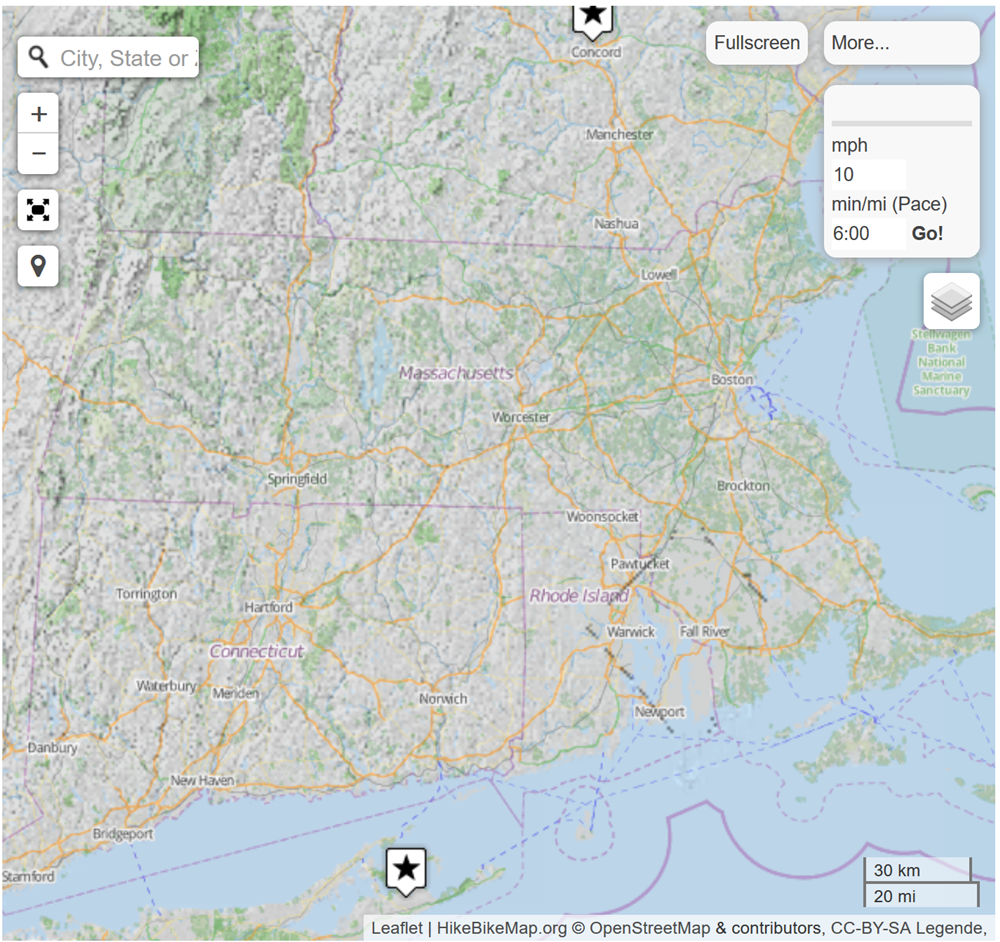 City, State or
Fullscreen
More...
+
−
mph
10
min/mi (Pace)
6:00 Go!
Concord
Manchester
Nashua
Lowell
Stellwagen
Bank
National
Marine
Sanctuary
Massachusetts
Boston
Worcester
Springfield
Brockton
Woonsocket
Pawtucket
Torrington
Rhode Island
Hartford
Warwick
Fall River
Connecticut
Waterbury
Meriden
Norwich
Newport
Danbury
New Haven
Bridgeport
Stamford
30 km
20 mi
Leaflet | HikeBikeMap.org © OpenStreetMap & contributors, CC-BY-SA Legende,